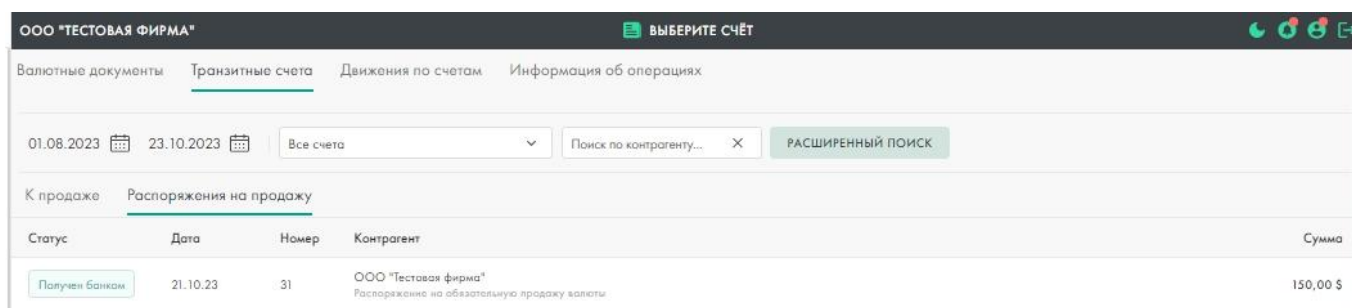 ООО "ТЕСТОВАЯ ФИРМА" ВЫБЕРИТЕ СЧЁТ
Валютные документы Транзитные счета Движения по счетам Информация об операциях
01.08.2023 23.10.2023 Все счета Поиск по контрагенту... РАСШИРЕННЫЙ ПОИСК
К продаже Распоряжения на продажу
Статус Дата Номер Контрагент Сумма
Получен банком 21.10.23 31 ООО "Тестовая фирма" 150,00 $
Распоряжение на обязательную продажу валюты